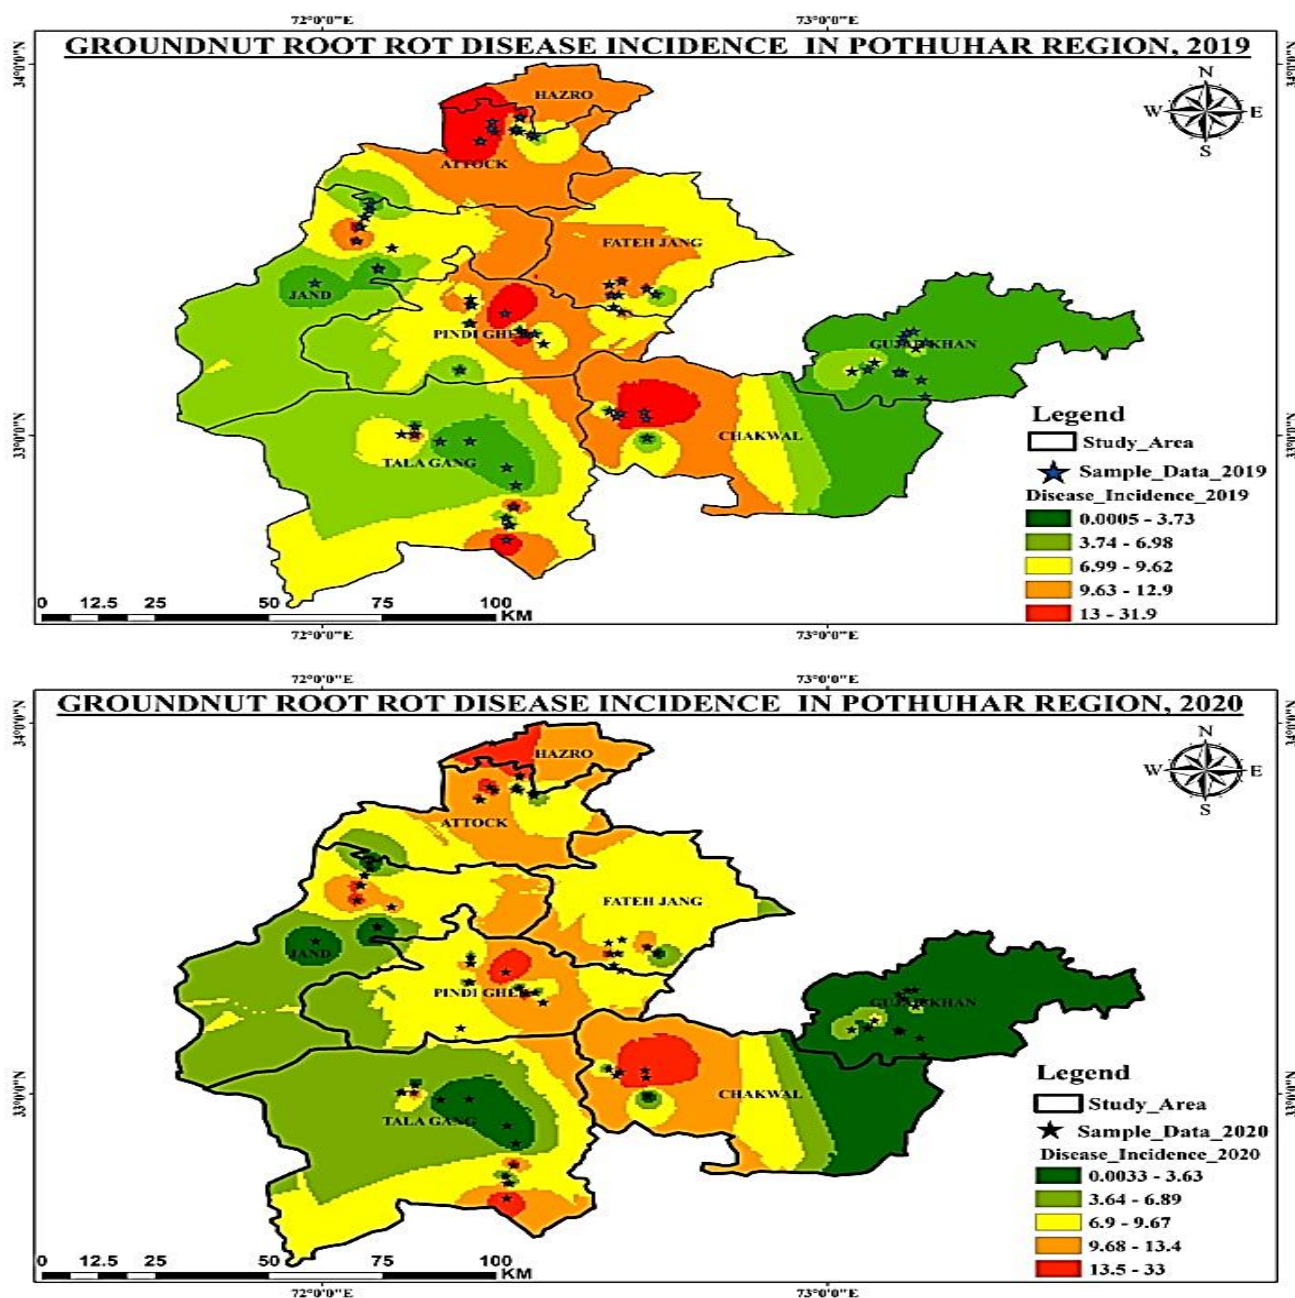 72°0'0"E 73°0'0"E
GROUNDNUT ROOT ROT DISEASE INCIDENCE IN POTHUHAR REGION, 2019
34°0'0"N
N
W E
S
HAZRO
ATTOCK
FATEH JANG
JAND
PINDI GHE
GUJAR KHAN
33°0'0"N
CHAKWAL
TALA GANG
Legend
Study_Area
Sample_Data_2019
Disease_Incidence_2019
0.0005 - 3.73
3.74 - 6.98
6.99 - 9.62
9.63 - 12.9
13 - 31.9
0 12.5 25 50 75 100
KM
72°0'0"E 73°0'0"E
72°0'0"E 73°0'0"E
GROUNDNUT ROOT ROT DISEASE INCIDENCE IN POTHUHAR REGION, 2020
34°0'0"N
N
W E
S
HAZRO
ATTOCK
FATEH JANG
JAND
PINDI GHE
GUJAR KHAN
33°0'0"N
CHAKWAL
TALA GANG
Legend
Study_Area
Sample_Data_2020
Disease_Incidence_2020
0.0033 - 3.63
3.64 - 6.89
6.9 - 9.67
9.68 - 13.4
13.5 - 33
0 12.5 25 50 75 100
KM
72°0'0"E 73°0'0"E